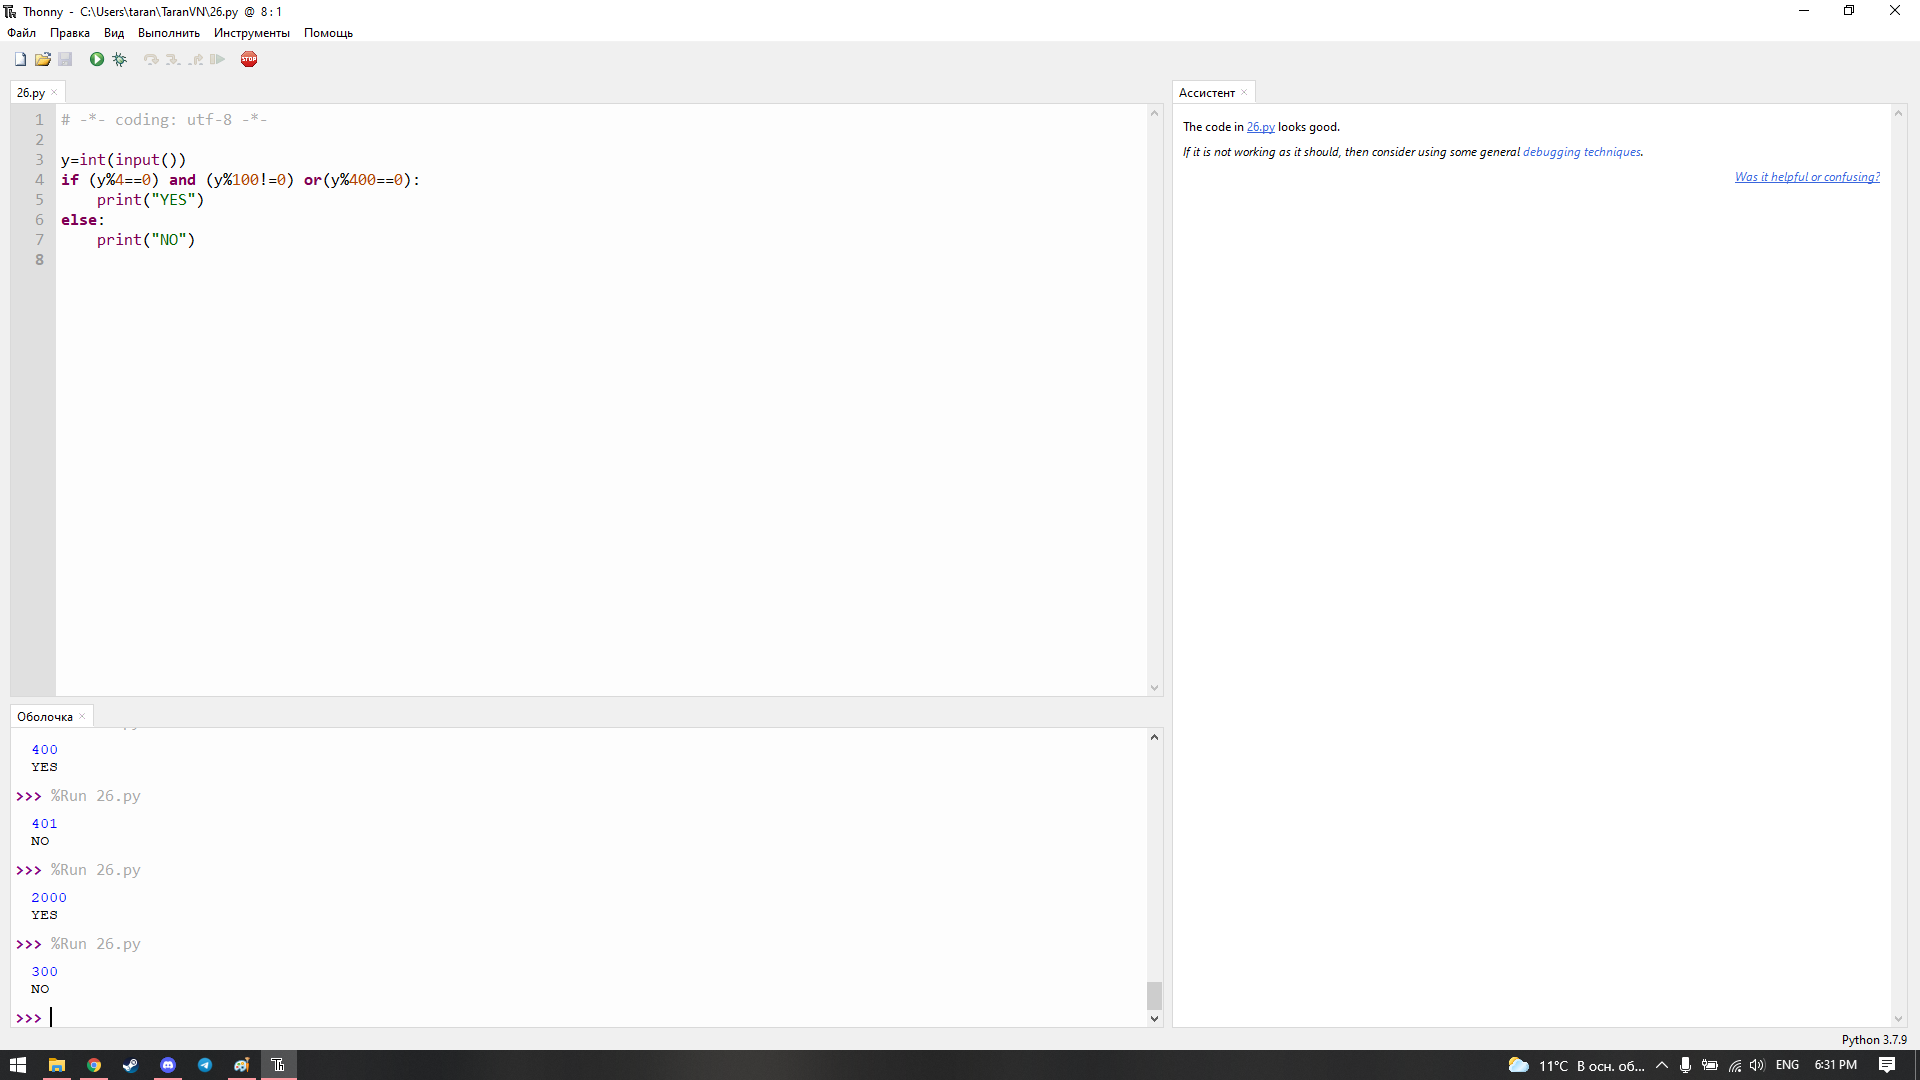 Thonny - C:\Users\taran\TaranVN\26.py @ 8 : 1
Файл Правка Вид Выполнить Инструменты Помощь
STOP
26.py
1 # -*- coding: utf-8 -*-
2
3 y=int(input())
4 if (y%4==0) and (y%100!=0) or(y%400==0):
5     print("YES")
6 else:
7     print("NO")
8
Ассистент
The code in 26.py looks good.
If it is not working as it should, then consider using some general debugging techniques.
Was it helpful or confusing?
Оболочка
400
YES
>>> %Run 26.py
401
NO
>>> %Run 26.py
2000
YES
>>> %Run 26.py
300
NO
>>>
Python 3.7.9
Th 11°C В осн. об... ENG 6:31 PM